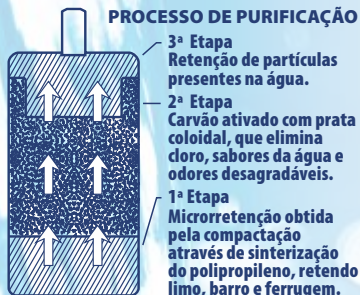 PROCESSO DE PURIFICAÇÃO
3ª Etapa
Retenção de partículas
presentes na água.
2ª Etapa
Carvão ativado com prata
coloidal, que elimina
cloro, sabores da água e
odores desagradáveis.
1ª Etapa
Microrretenção obtida
pela compactação
através de sinterização
do polipropileno, retendo
limo, barro e ferrugem.